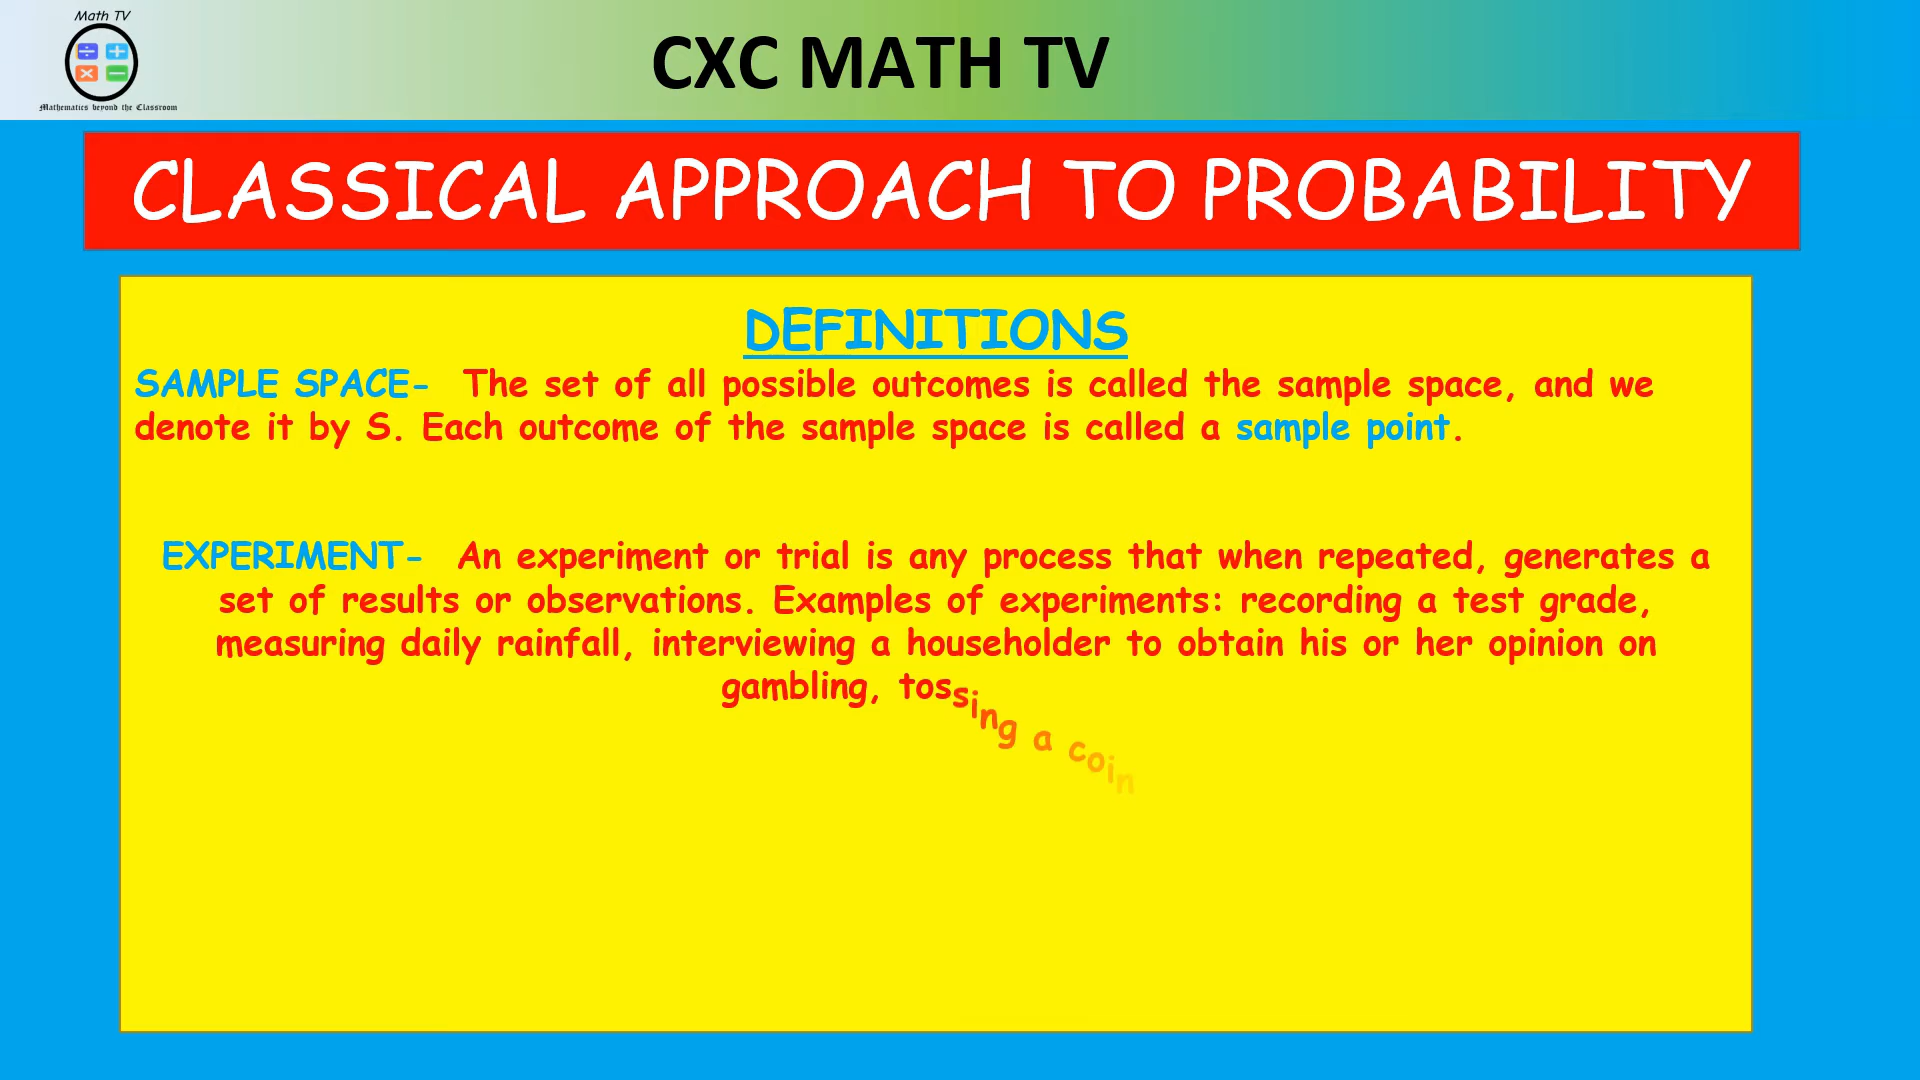 Math TV
Mathematics beyond the Classroom
CXC MATH TV
CLASSICAL APPROACH TO PROBABILITY
DEFINITIONS
SAMPLE SPACE- The set of all possible outcomes is called the sample space, and we
denote it by S. Each outcome of the sample space is called a sample point.
EXPERIMENT- An experiment or trial is any process that when repeated, generates a
set of results or observations. Examples of experiments: recording a test grade,
measuring daily rainfall, interviewing a householder to obtain his or her opinion on
gambling, tossing a coin